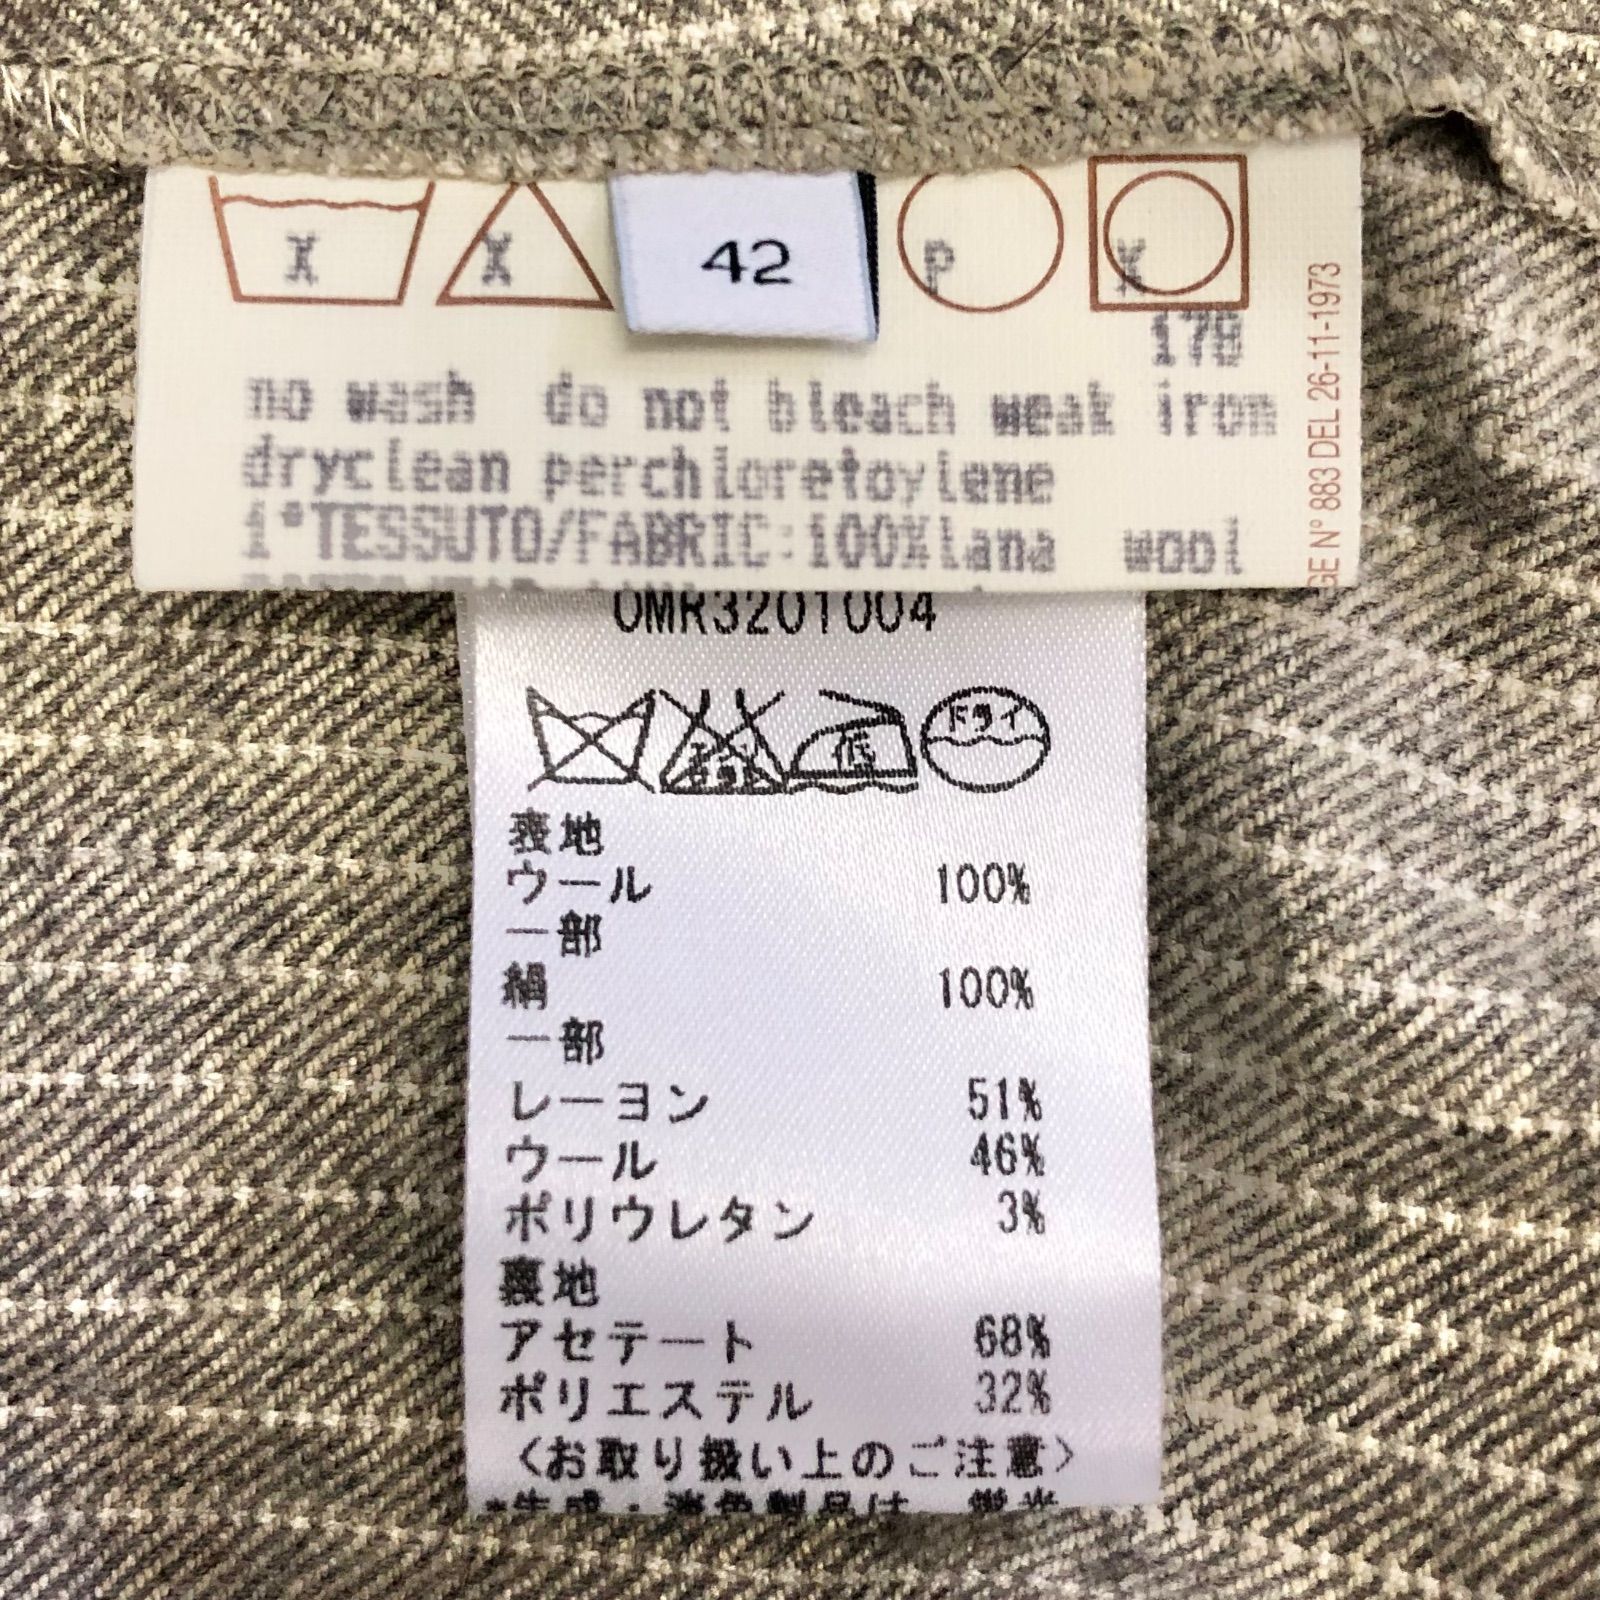 X X 42 P X
179
no wash do not bleach weak iron
dryclean perchloretoylene
1°TESSUTO/FABRIC:100%lana wool
GE N° 883 DEL 26-11-1973
OMR3201004
低 ドライ
表地
ウール 100%
一部
絹 100%
一部
レーヨン 51%
ウール 46%
ポリウレタン 3%
裏地
アセテート 68%
ポリエステル 32%
〈お取り扱い上のご注意〉